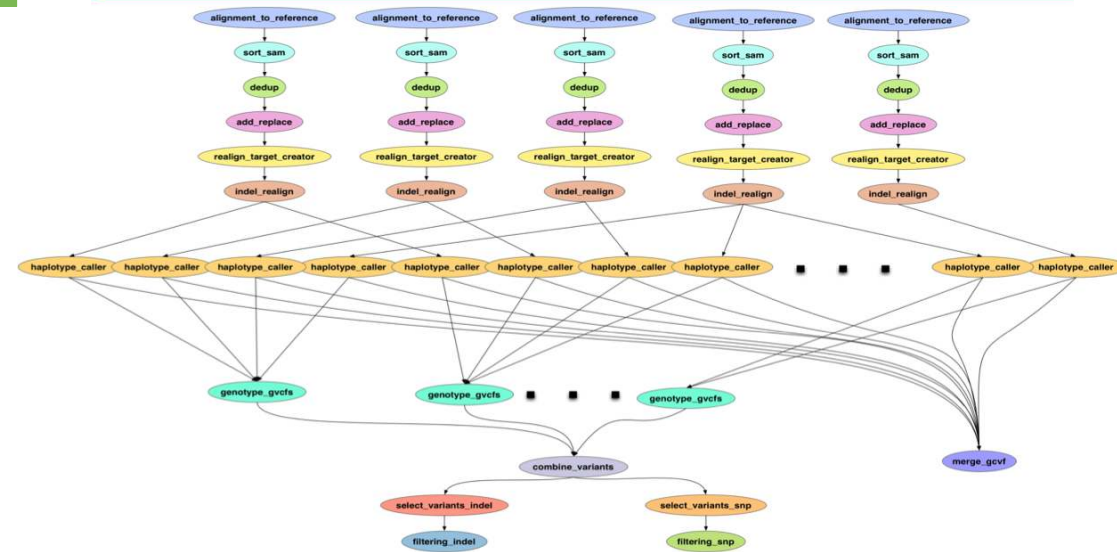 alignment_to_reference alignment_to_reference alignment_to_reference alignment_to_reference alignment_to_reference
sort_sam sort_sam sort_sam sort_sam sort_sam
dedup dedup dedup dedup dedup
add_replace add_replace add_replace add_replace add_replace
realign_target_creator realign_target_creator realign_target_creator realign_target_creator realign_target_creator
indel_realign indel_realign indel_realign indel_realign indel_realign
haplotype_caller haplotype_caller haplotype_caller haplotype_caller haplotype_caller haplotype_caller haplotype_caller haplotype_caller haplotype_caller haplotype_caller
genotype_gvcfs genotype_gvcfs genotype_gvcfs
combine_variants merge_gcvf
select_variants_indel select_variants_snp
filtering_indel filtering_snp